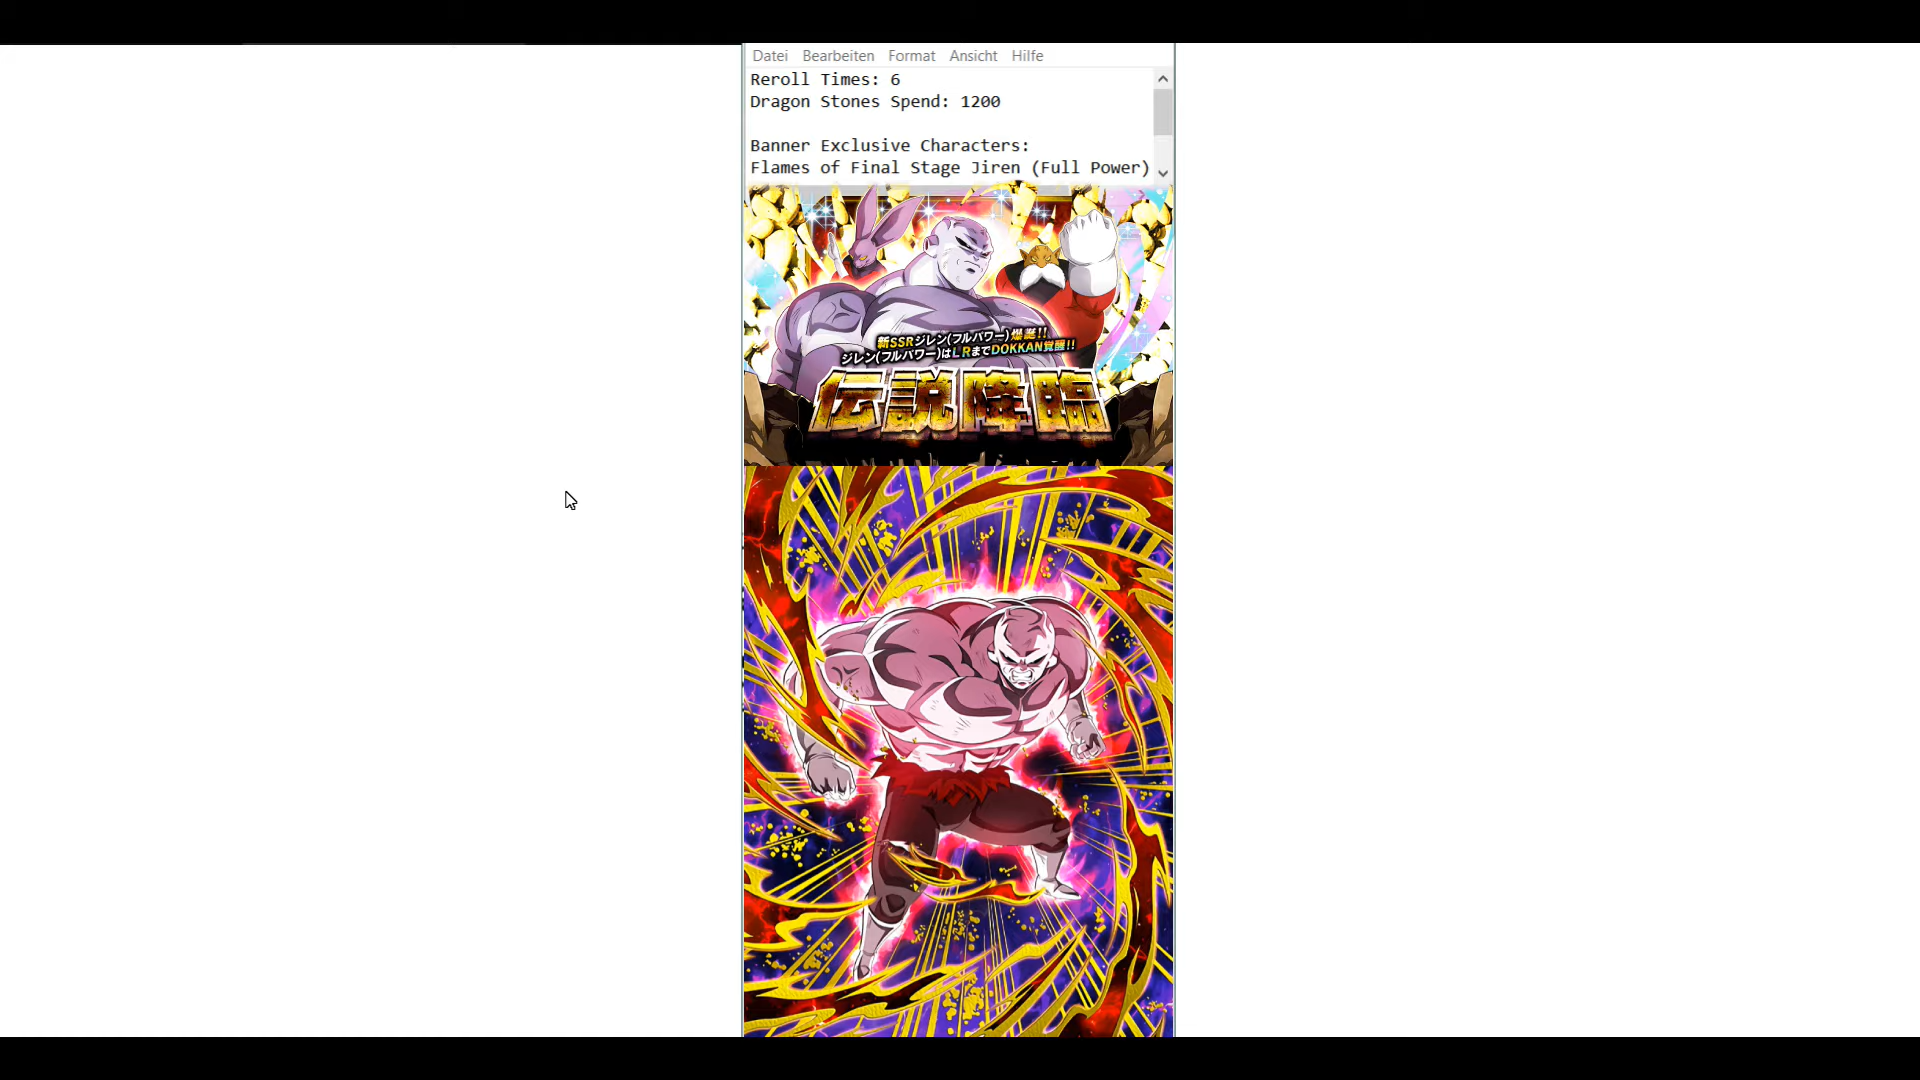 Datei Bearbeiten Format Ansicht Hilfe
Reroll Times: 6
Dragon Stones Spend: 1200
Banner Exclusive Characters:
Flames of Final Stage Jiren (Full Power)
新SSRジレン(フルパワー)爆誕!!
ジレン(フルパワー)はLRまでDOKKAN覚醒!!
伝説降臨